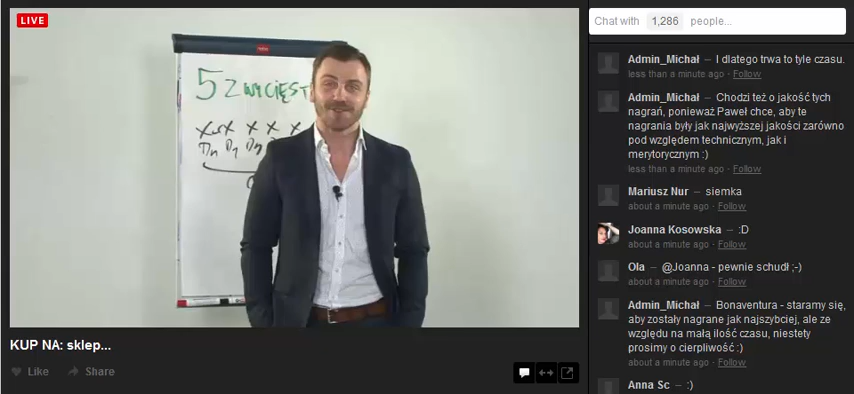 LIVE
5 ZWYCIĘST
KUP NA: sklep...
Like
Share
Chat with 1,286 people...
Admin_Michał – I dlatego trwa to tyle czasu.
less than a minute ago · Follow
Admin_Michał – Chodzi też o jakość tych
nagrań, ponieważ Paweł chce, aby te
nagrania były jak najwyższej jakości zarówno
pod względem technicznym, jak i
merytorycznym :)
less than a minute ago · Follow
Mariusz Nur – siemka
about a minute ago · Follow
Joanna Kosowska – :D
about a minute ago · Follow
Ola – @Joanna - pewnie schudł ;-)
about a minute ago · Follow
Admin_Michał – Bonaventura - staramy się,
aby zostały nagrane jak najszybciej, ale ze
względu na małą ilość czasu, niestety
prosimy o cierpliwość :)
about a minute ago · Follow
Anna Sc – :)